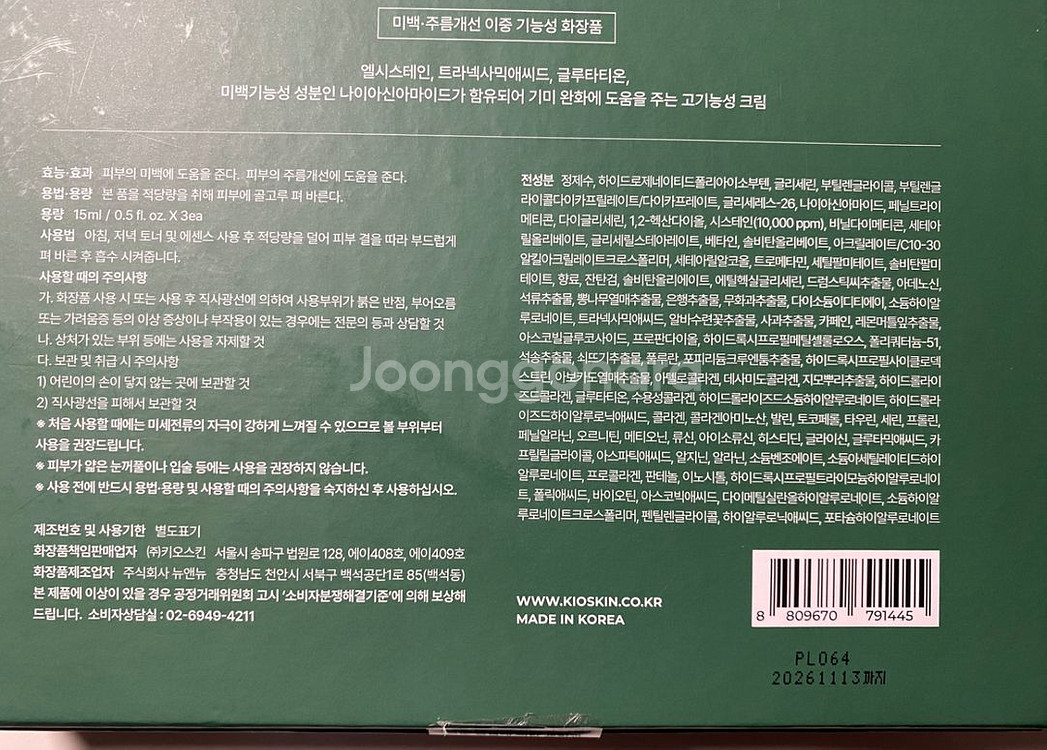 미백·주름개선 이중 기능성 화장품
엘시스테인, 트라넥사믹애씨드, 글루타티온,
미백기능성 성분인 나이아신아마이드가 함유되어 기미 완화에 도움을 주는 고기능성 크림
효능·효과 피부의 미백에 도움을 준다. 피부의 주름개선에 도움을 준다.
용법·용량 본 품을 적당량을 취해 피부에 골고루 펴 바른다.
용량 15ml / 0.5 fl. oz. X 3ea
사용법 아침, 저녁 토너 및 에센스 사용 후 적당량을 덜어 피부 결을 따라 부드럽게
펴 바른 후 흡수 시켜준다.
사용할 때의 주의사항
가. 화장품 사용 시 또는 사용 후 직사광선에 의하여 사용부위가 붉은 반점, 부어오름
또는 가려움증 등의 이상 증상이나 부작용이 있는 경우에는 전문의 등과 상담할 것
나. 상처가 있는 부위 등에는 사용을 자제할 것
다. 보관 및 취급 시 주의사항
1) 어린이의 손이 닿지 않는 곳에 보관할 것
2) 직사광선을 피해서 보관할 것
※ 처음 사용할 때에는 미세전류의 자극이 강하게 느껴질 수 있으므로 볼 부위부터
사용을 권장드립니다.
※ 피부가 얇은 눈꺼풀이나 입술 등에는 사용을 권장하지 않습니다.
※ 사용 전에 반드시 용법·용량 및 사용할 때의 주의사항을 숙지하신 후 사용하십시오.
제조번호 및 사용기한 별도표기
화장품책임판매업자 ㈜키오스킨 서울시 송파구 법원로 128, 에이408호, 에이409호
화장품제조업자 주식회사 뉴앤뉴 충청남도 천안시 서북구 백석공단1로 85(백석동)
본 제품에 이상이 있을 경우 공정거래위원회 고시 '소비자분쟁해결기준'에 의해 보상해
드립니다. 소비자상담실 : 02-6949-4211
전성분 정제수, 하이드로제네이티드폴리아이소부텐, 글리세린, 부틸렌글라이콜, 부틸렌글
라이콜다이카프릴레이트/다이카프레이트, 글리세레스-26, 나이아신아마이드, 페닐트라이
메티콘, 다이글리세린, 1,2-헥산다이올, 시스테인(10,000 ppm), 비닐다이메티콘, 세테아
릴올리베이트, 글리세릴스테아레이트, 베타인, 솔비탄올리베이트, 아크릴레이트/C10-30
알킬아크릴레이트크로스폴리머, 세테아릴알코올, 트로메타민, 세틸팔미테이트, 솔비탄팔미
테이트, 향료, 잔탄검, 솔비탄올리에이트, 에틸헥실글리세린, 드럼스틱씨추출물, 아데노신,
석류추출물, 뽕나무열매추출물, 은행추출물, 무화과추출물, 다이소듐이디티에이, 소듐하이알
루로네이트, 트라넥사믹애씨드, 알바수련꽃추출물, 사과추출물, 카페인, 레몬머틀잎추출물,
아스코빌글루코사이드, 프로판다이올, 하이드록시프로필메틸셀룰로오스, 폴리쿼터늄-51,
석송추출물, 쇠뜨기추출물, 풀루란, 포피리듐크루엔툼추출물, 하이드록시프로필사이클로덱
스트린, 아보카도열매추출물, 아텔로콜라겐, 데사미도콜라겐, 지모뿌리추출물, 하이드롤라이
즈드콜라겐, 글루타티온, 수용성콜라겐, 하이드롤라이즈드소듐하이알루로네이트, 하이드롤라
이즈드하이알루로닉애씨드, 콜라겐, 콜라겐아미노산, 발린, 토코페롤, 타우린, 세린, 프롤린,
페닐알라닌, 오르니틴, 메티오닌, 류신, 아이소류신, 히스티딘, 글라이신, 글루타믹애씨드, 카
프릴릴글라이콜, 아스파틱애씨드, 알지닌, 알라닌, 소듐벤조에이트, 소듐아세틸레이티드하이
알루로네이트, 프로콜라겐, 판테놀, 이노시톨, 하이드록시프로필트라이모늄하이알루로네이
트, 폴릭애씨드, 바이오틴, 아스코빅애씨드, 다이메틸실란올하이알루로네이트, 소듐하이알
루로네이트크로스폴리머, 펜틸렌글라이콜, 하이알루로닉애씨드, 포타슘하이알루로네이트
WWW.KIOSKIN.CO.KR
MADE IN KOREA
8 809670 791445
PL064
20261113까지
Joonggonara